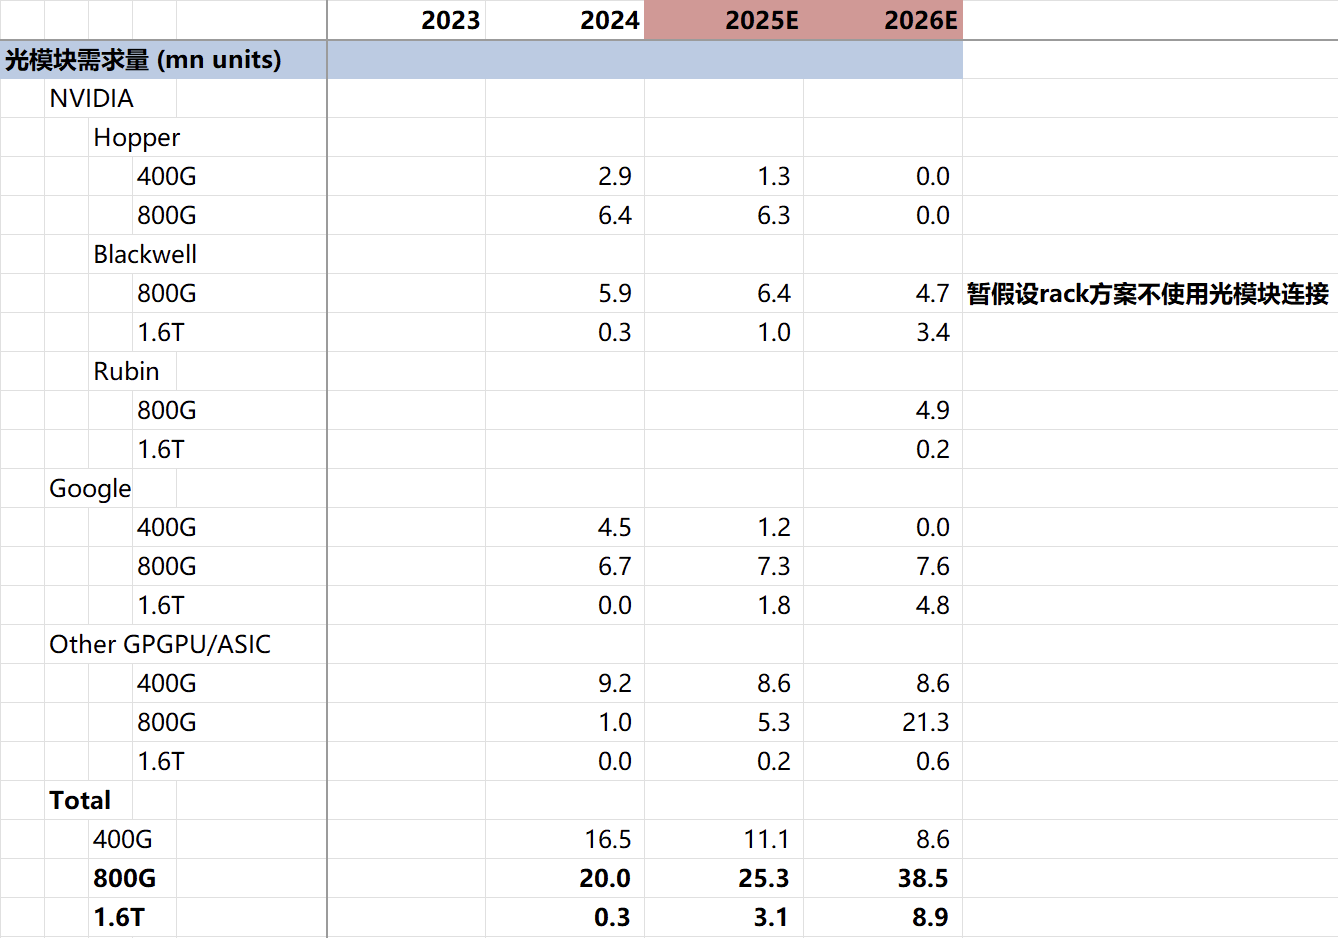 2023 2024 2025E 2026E
光模块需求量 (mn units)
NVIDIA
Hopper
400G 2.9 1.3 0.0
800G 6.4 6.3 0.0
Blackwell
800G 5.9 6.4 4.7 暂假设rack方案不使用光模块连接
1.6T 0.3 1.0 3.4
Rubin
800G 4.9
1.6T 0.2
Google
400G 4.5 1.2 0.0
800G 6.7 7.3 7.6
1.6T 0.0 1.8 4.8
Other GPGPU/ASIC
400G 9.2 8.6 8.6
800G 1.0 5.3 21.3
1.6T 0.0 0.2 0.6
Total
400G 16.5 11.1 8.6
800G 20.0 25.3 38.5
1.6T 0.3 3.1 8.9